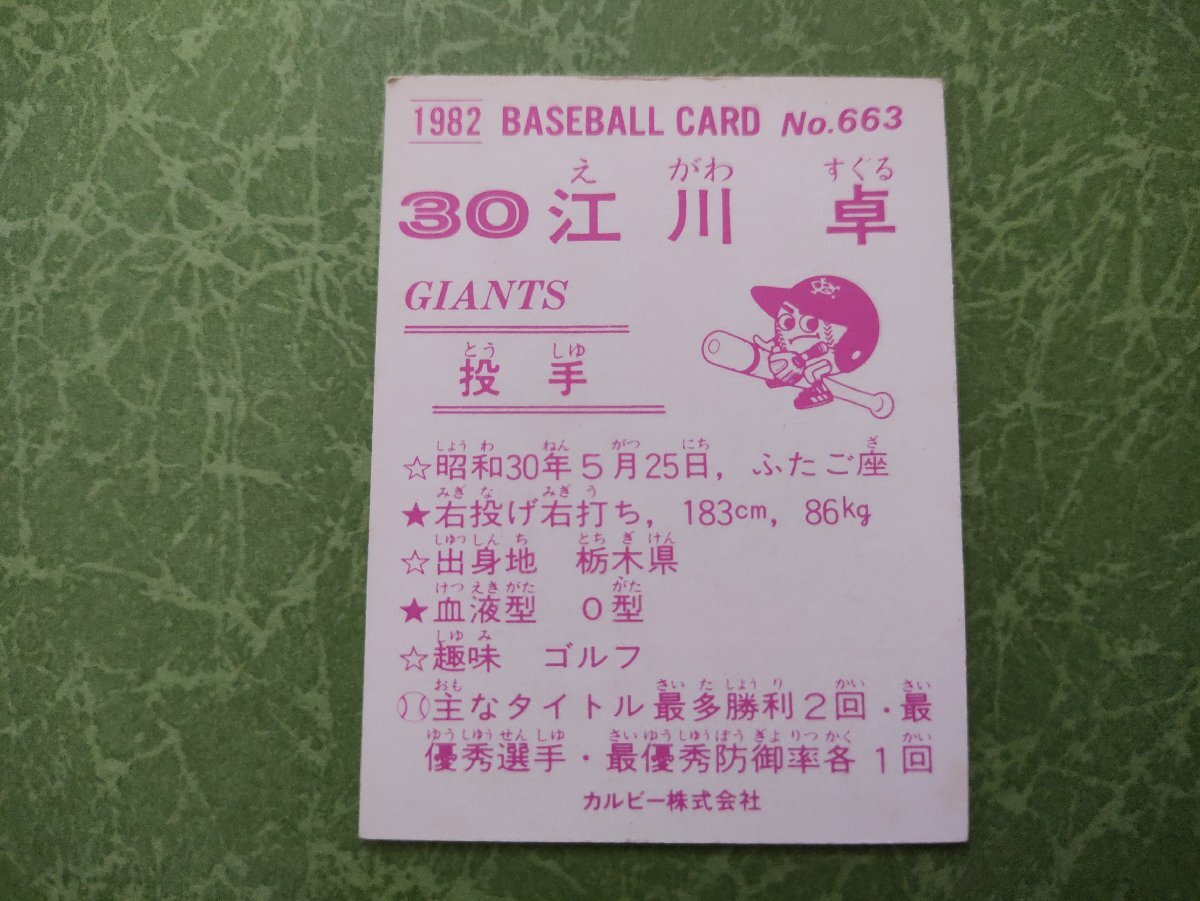 1982 BASEBALL CARD No.663
え がわ すぐる
30 江川 卓
GIANTS
とう しゅ
投手
しょう わ ねん がつ にち ざ
☆昭和30年5月25日, ふたご座
みぎ な みぎ う
★右投げ右打ち, 183cm, 86kg
しゅつ しん ち とち ぎ けん
☆出身地 栃木県
けつ えき がた がた
★血液型 O型
しゅ み
☆趣味 ゴルフ
おも さい た しょう り かい さい
主なタイトル 最多勝利2回・最
ゆう しゅう せん しゅ さい ゆう しゅう ぼう ぎょ りつ かく かい
優秀選手・最優秀防御率各1回
カルビー株式会社